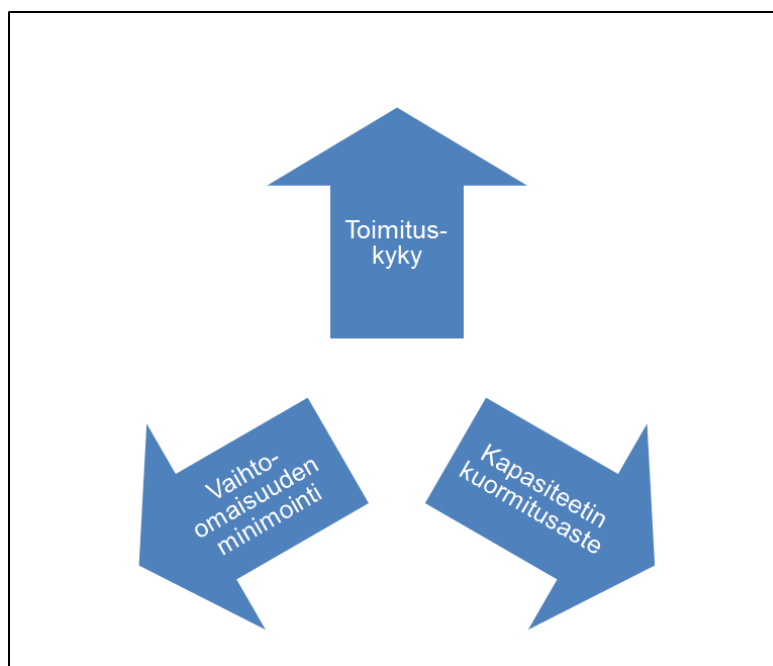 Toimitus-
kyky
Vaihto-
omaisuuden
minimointi
Kapasiteetin
kuormitusaste